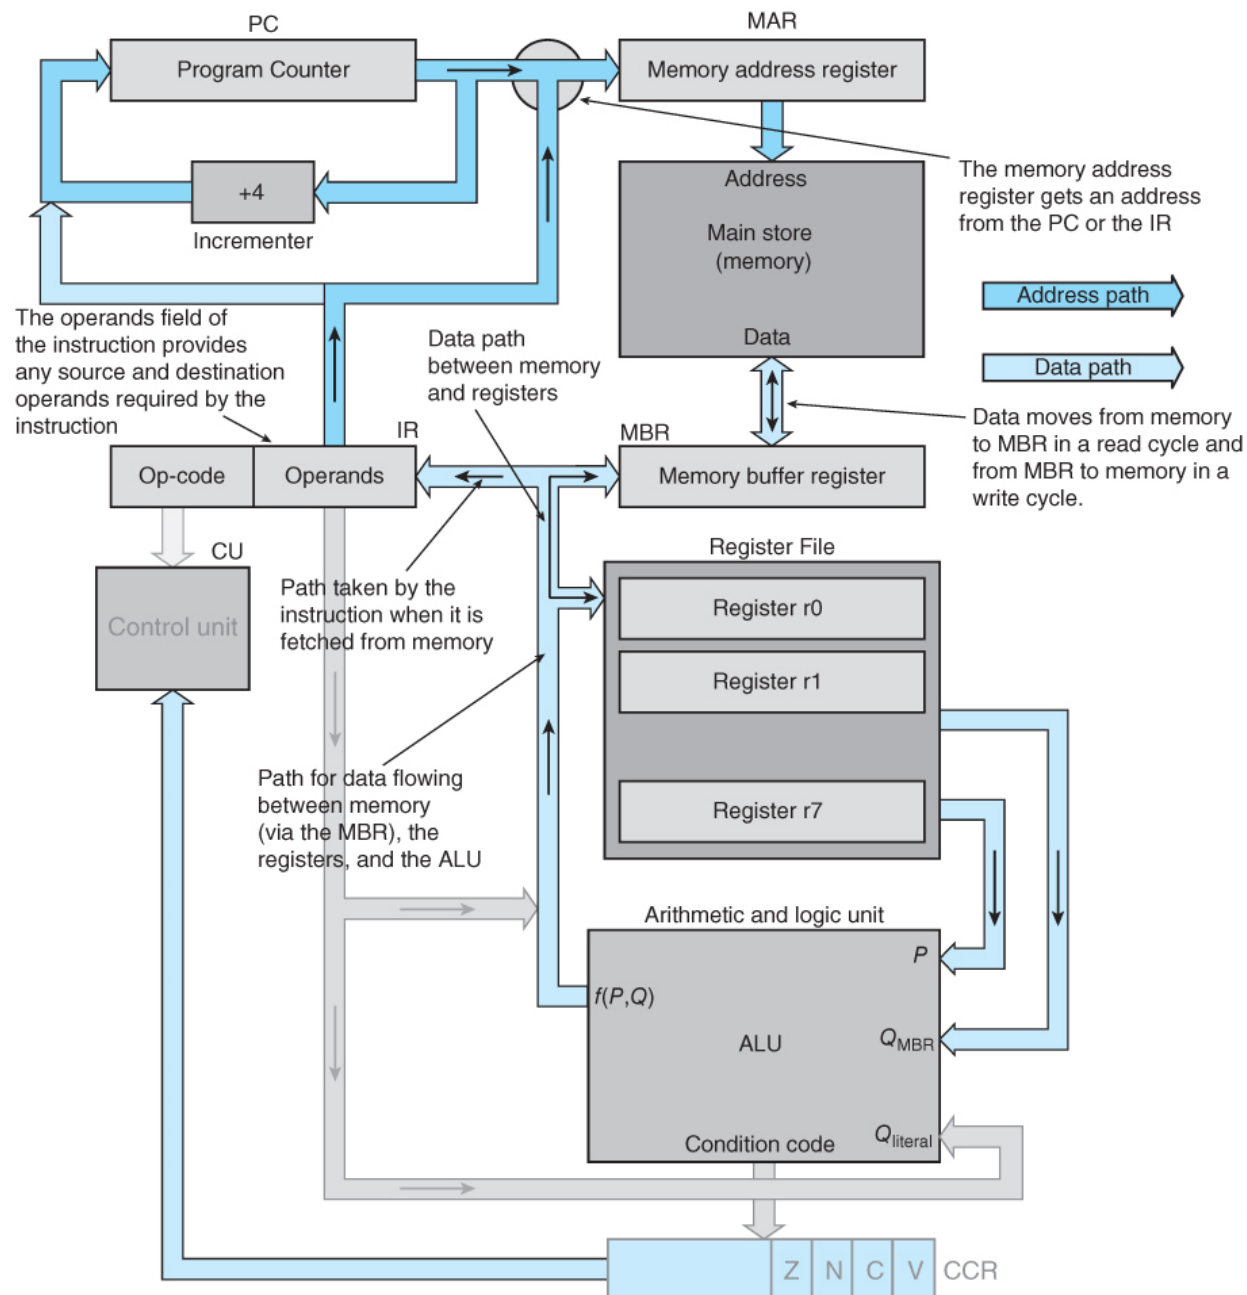 PC
MAR
Program Counter
Memory address register
The memory address
register gets an address
from the PC or the IR
+4
Incrementer
Address
Main store
(memory)
Data
Address path
Data path
The operands field of
the instruction provides
any source and destination
operands required by the
instruction
Data path
between memory
and registers
Data moves from memory
to MBR in a read cycle and
from MBR to memory in a
write cycle.
IR
MBR
Op-code
Operands
Memory buffer register
CU
Control unit
Path taken by the
instruction when it is
fetched from memory
Register File
Register r0
Register r1
Register r7
Path for data flowing
between memory
(via the MBR), the
registers, and the ALU
Arithmetic and logic unit
P
f(P,Q)
ALU
QMBR
Qliteral
Condition code
Z N C V CCR